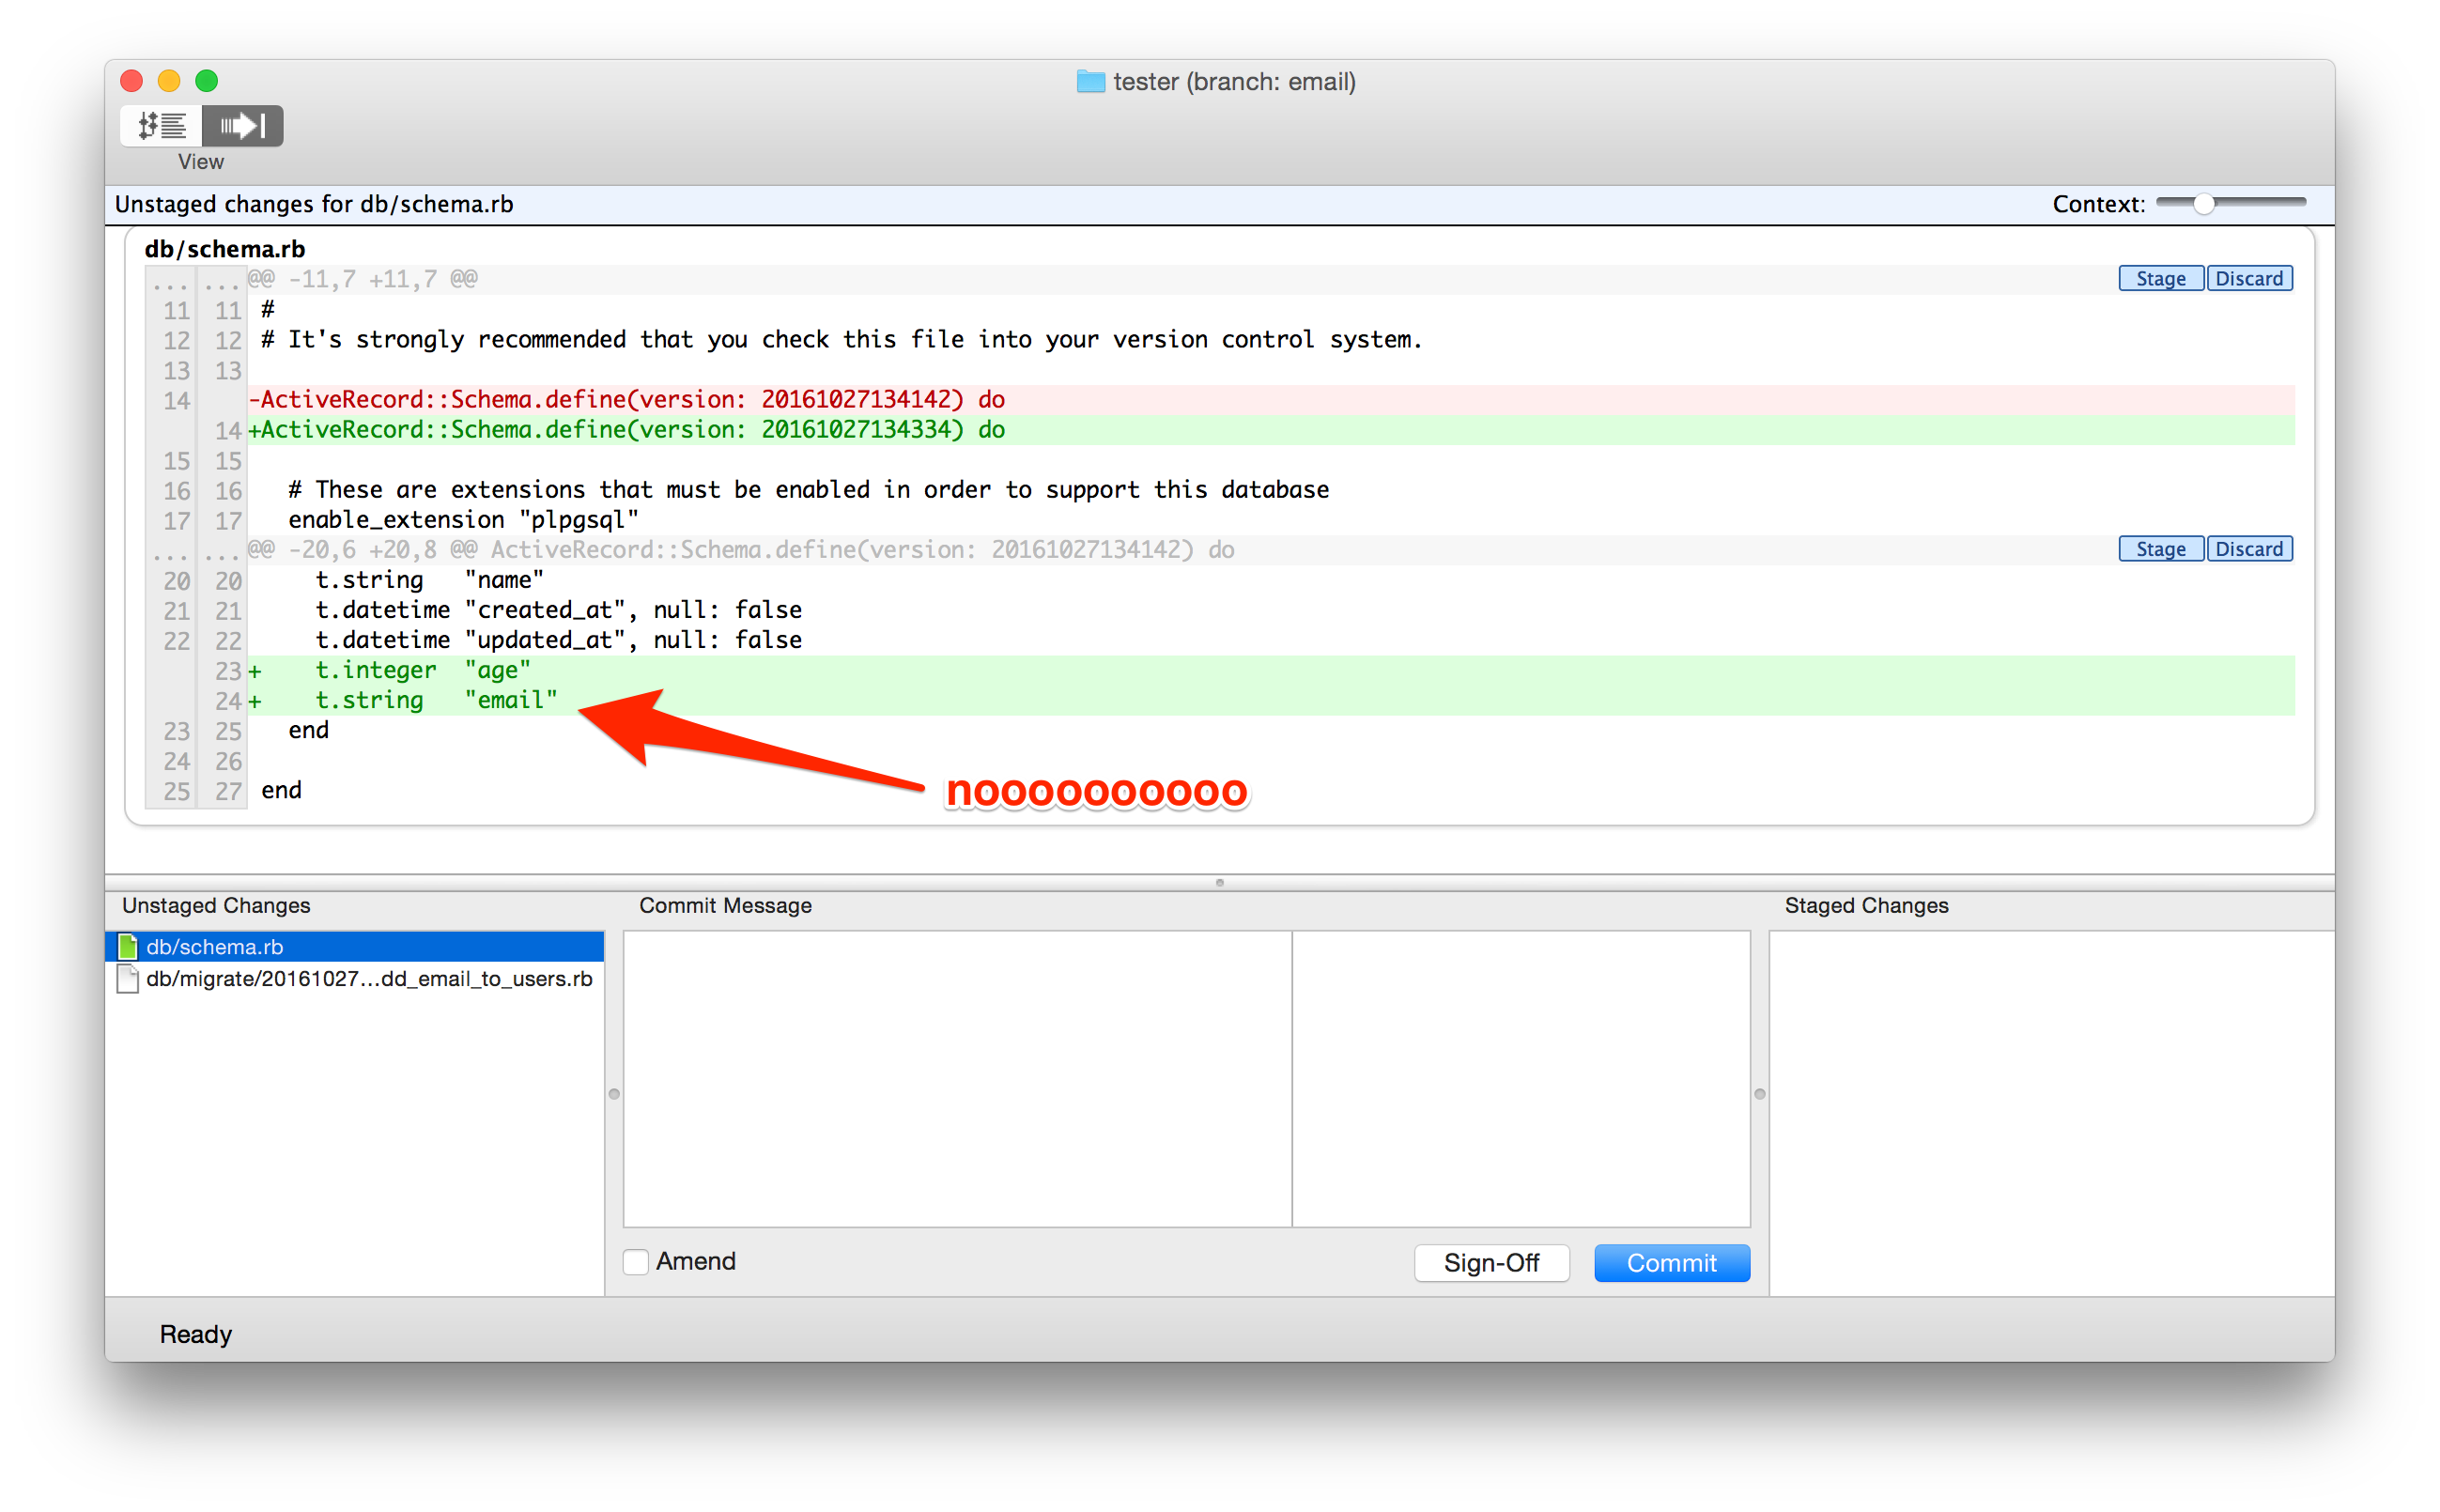 tester (branch: email)
View
Unstaged changes for db/schema.rb
Context:
db/schema.rb
... ... @@ -11,7 +11,7 @@ Stage Discard
11 11 #
12 12 # It's strongly recommended that you check this file into your version control system.
13 13
14 -ActiveRecord::Schema.define(version: 20161027134142) do
14 +ActiveRecord::Schema.define(version: 20161027134334) do
15 15
16 16 # These are extensions that must be enabled in order to support this database
17 17 enable_extension "plpgsql"
... ... @@ -20,6 +20,8 @@ ActiveRecord::Schema.define(version: 20161027134142) do Stage Discard
20 20 t.string "name"
21 21 t.datetime "created_at", null: false
22 22 t.datetime "updated_at", null: false
23 + t.integer "age"
24 + t.string "email"
23 25 end
24 26
25 27 end
nooooooooooo
Unstaged Changes
Commit Message
Staged Changes
db/schema.rb
db/migrate/20161027...dd_email_to_users.rb
Amend
Sign-Off
Commit
Ready